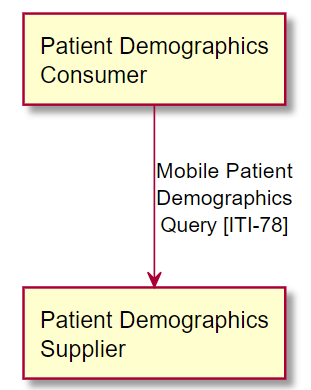 Patient Demographics
Consumer
Mobile Patient
Demographics
Query [ITI-78]
Patient Demographics
Supplier